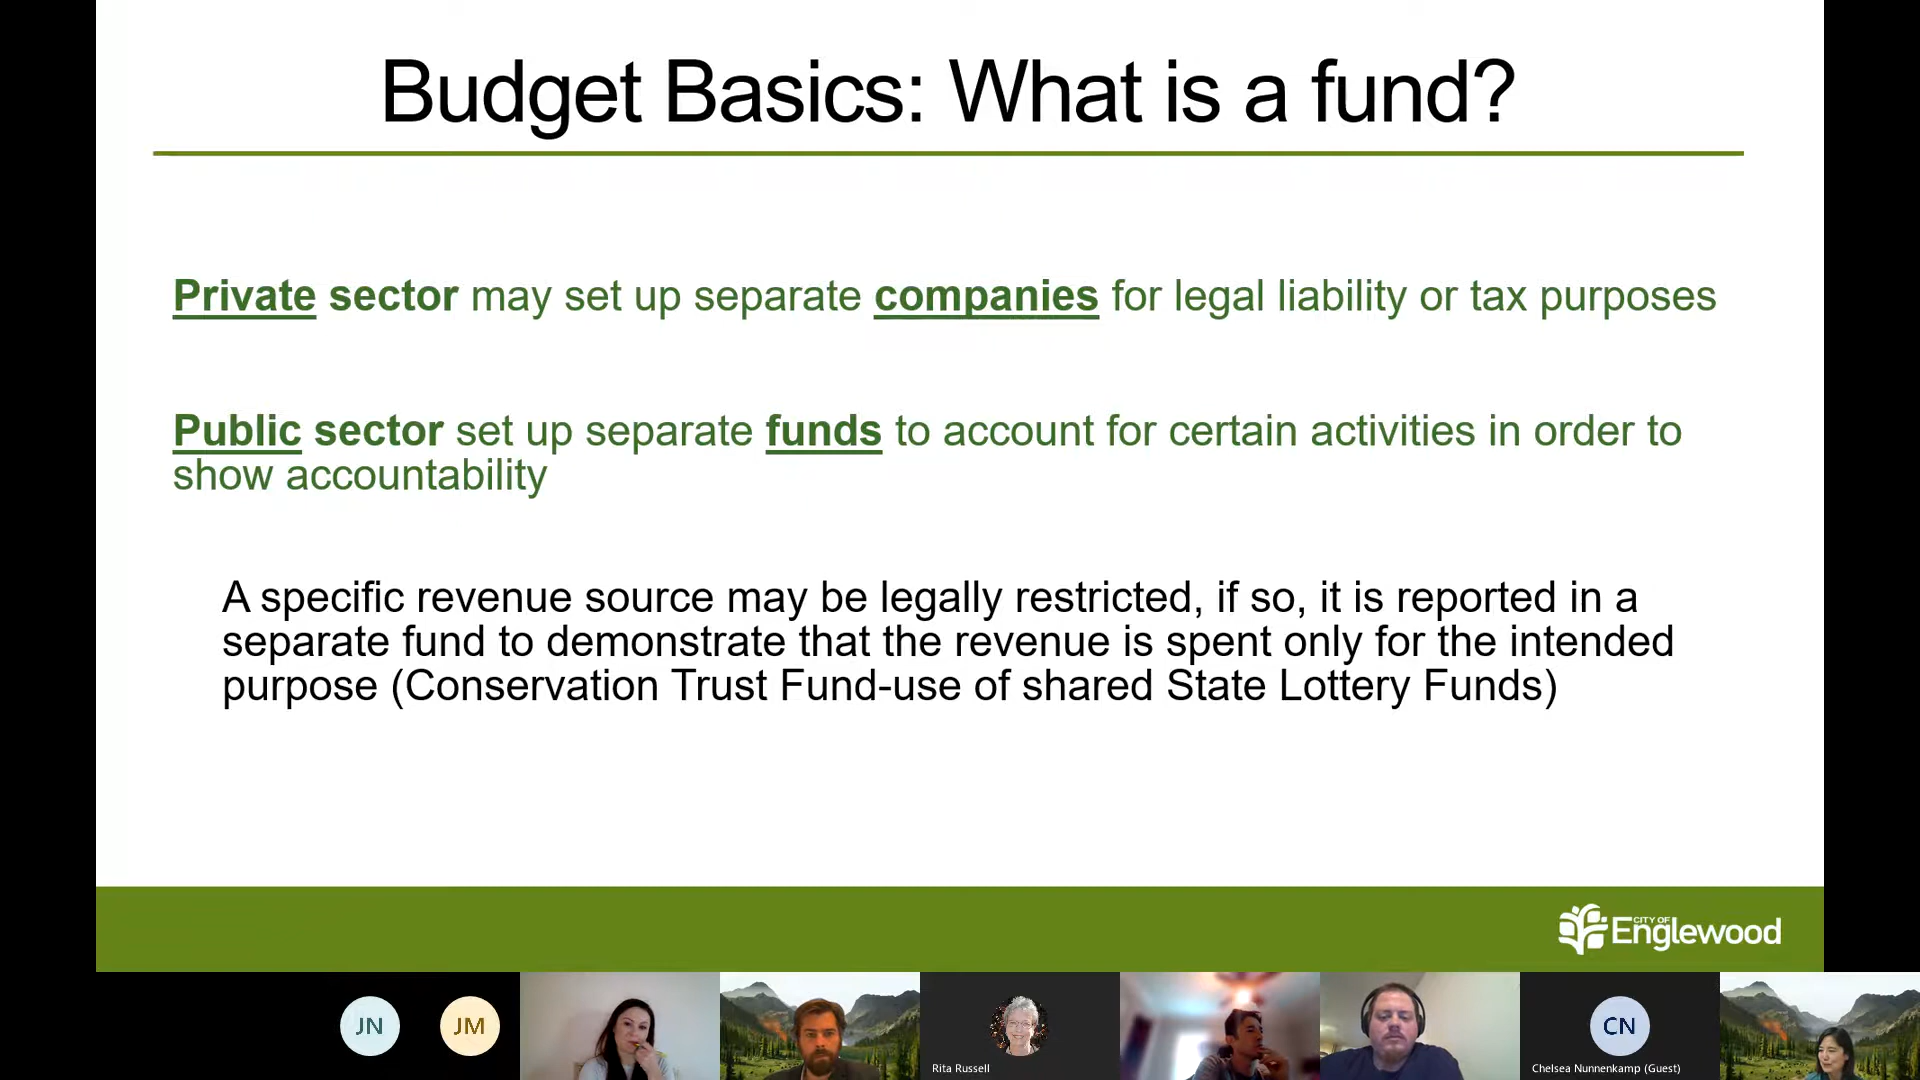 Budget Basics: What is a fund?
Private sector may set up separate companies for legal liability or tax purposes
Public sector set up separate funds to account for certain activities in order to
show accountability
A specific revenue source may be legally restricted, if so, it is reported in a
separate fund to demonstrate that the revenue is spent only for the intended
purpose (Conservation Trust Fund-use of shared State Lottery Funds)
CITY OF
Englewood
JN
JM
Rita Russell
CN
Chelsea Nunnenkamp (Guest)